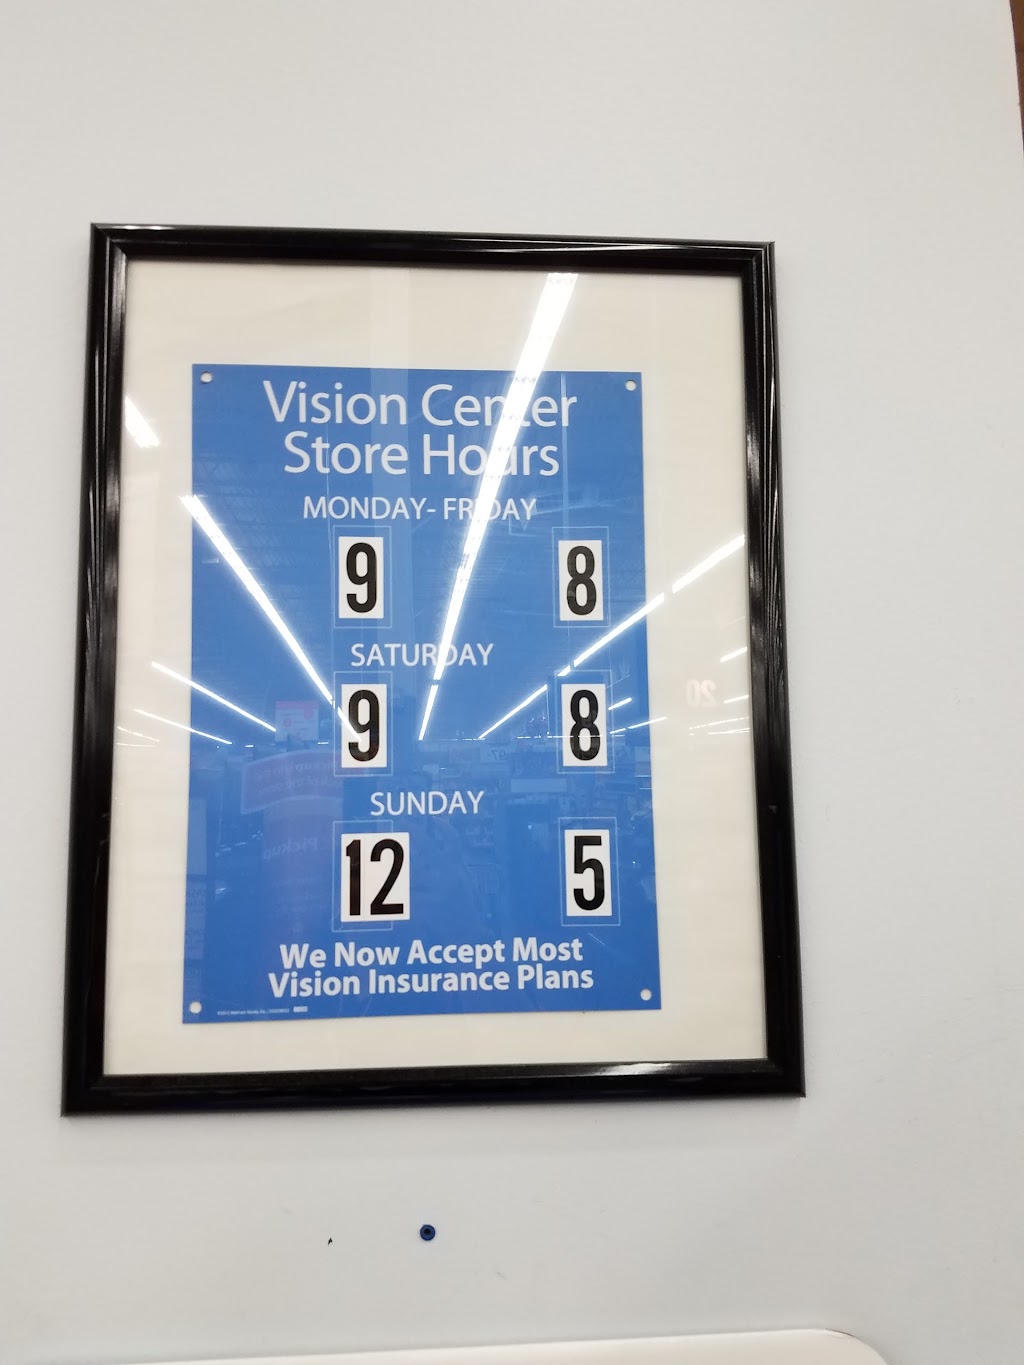 Vision Center
Store Hours
MONDAY- FRIDAY
9 8
SATURDAY
9 8
SUNDAY
12 5
We Now Accept Most
Vision Insurance Plans